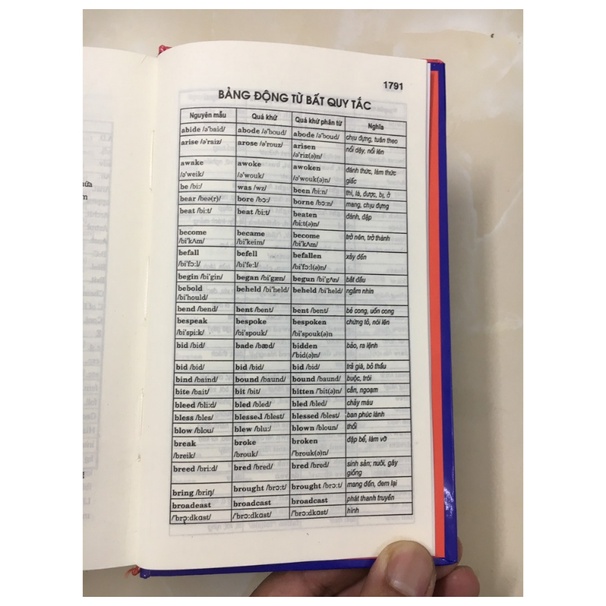 1791
BẢNG ĐỘNG TỪ BẤT QUY TẮC
Nguyên mẫu Quá khứ Quá khứ phân từ Nghĩa
abide /ə'baid/ abode /ə'boud/ abode /ə'boud/ chịu đựng, tuân theo
arise /ə'raiz/ arose /ə'rouz/ arisen nổi dậy, nổi lên
/ə'riz(ə)n/
awake awoke awoken đánh thức, làm thức
/ə'weik/ /ə'wouk/ /ə'wouk(ə)n/ giấc
be /bi:/ was /wɜ/ been /bi:n/ thì, là, được, bị, ở
bear /beə(r)/ bore /bɔ:/ borne /bɔ:n/ mang, chịu đựng
beat /bi:t/ beat /bi:t/ beaten đánh, đập
/bi:t(ə)n/
become became become trở nên, trở thành
/bi'kʌm/ /bi'keim/ /bi'kʌm/
befall befell befallen xảy đến
/bi'fɔ:l/ /bi'fe:l/ /bi'fɔ:l(ə)n/
begin /bi'gin/ began /bi'gæn/ begun /bi'gʌn/ bắt đầu
bebold beheld /bi'held/ beheld /bi'held/ ngắm nhìn
/bi'hould/
bend /bend/ bent /bent/ bent /bent/ bẻ cong, uốn cong
bespeak bespoke bespoken chứng tỏ, nói lên
/bi'spi:k/ /bi'spouk/ /bi'spouk(ə)n/
bid /bid/ bade /bæd/ bidden bảo, ra lệnh
/'bid(ə)n/
bid /bid/ bid /bid/ bid /bid/ trả giá, bỏ thầu
bind /baind/ bound /baund/ bound /baund/ buộc, trói
bite /bait/ bit /bit/ bitten /'bit(ə)n/ cắn, ngoạm
bleed /bli:d/ bled /bled/ bled /bled/ chảy máu
bless /bles/ blessed /blest/ blessed /blest/ ban phúc lành
blow /blou/ blew /blu:/ blown /bloun/ thổi
break broke broken đập bể, làm vỡ
/breik/ /brouk/ /'brouk(ə)n/
breed /bri:d/ bred /bred/ bred /bred/ sinh sản; nuôi, gây
giống
bring /briŋ/ brought /brɔ:t/ brought /brɔ:t/ mang đến, đem lại
broadcast broadcast broadcast phát thanh truyền
/'brɔ:dkɑst/ /'brɔ:dkɑst/ /'brɔ:dkɑst/ hình